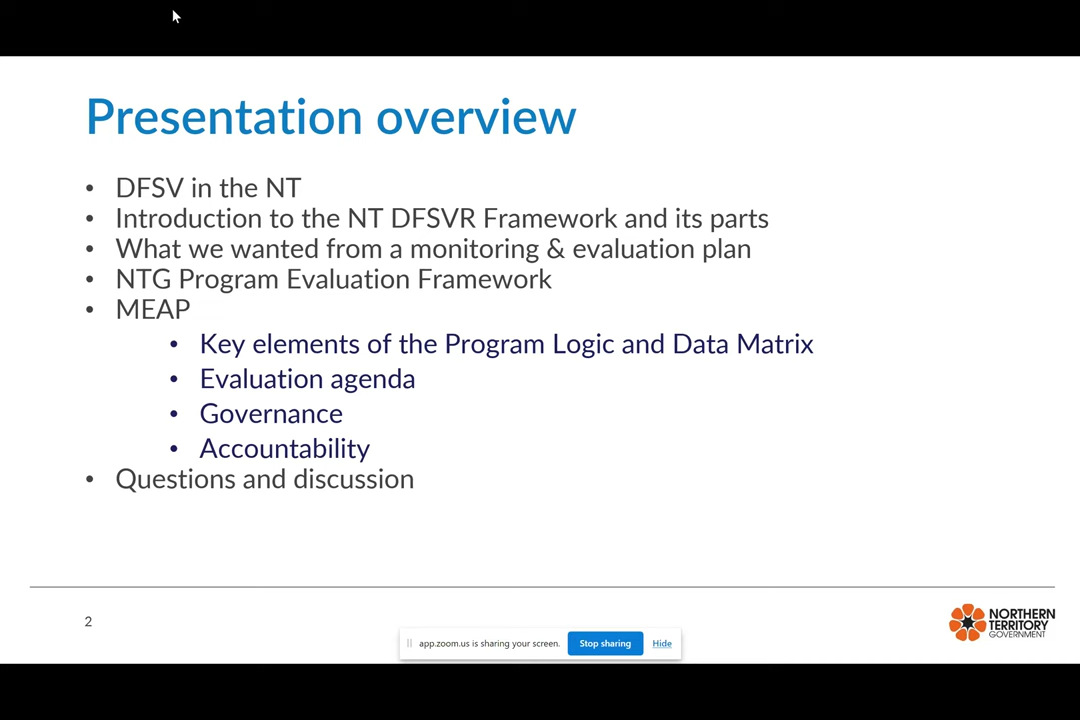 Presentation overview
• DFSV in the NT
• Introduction to the NT DFSVR Framework and its parts
• What we wanted from a monitoring & evaluation plan
• NTG Program Evaluation Framework
• MEAP
• Key elements of the Program Logic and Data Matrix
• Evaluation agenda
• Governance
• Accountability
• Questions and discussion
2
app.zoom.us is sharing your screen. Stop sharing Hide
NORTHERN
TERRITORY
GOVERNMENT